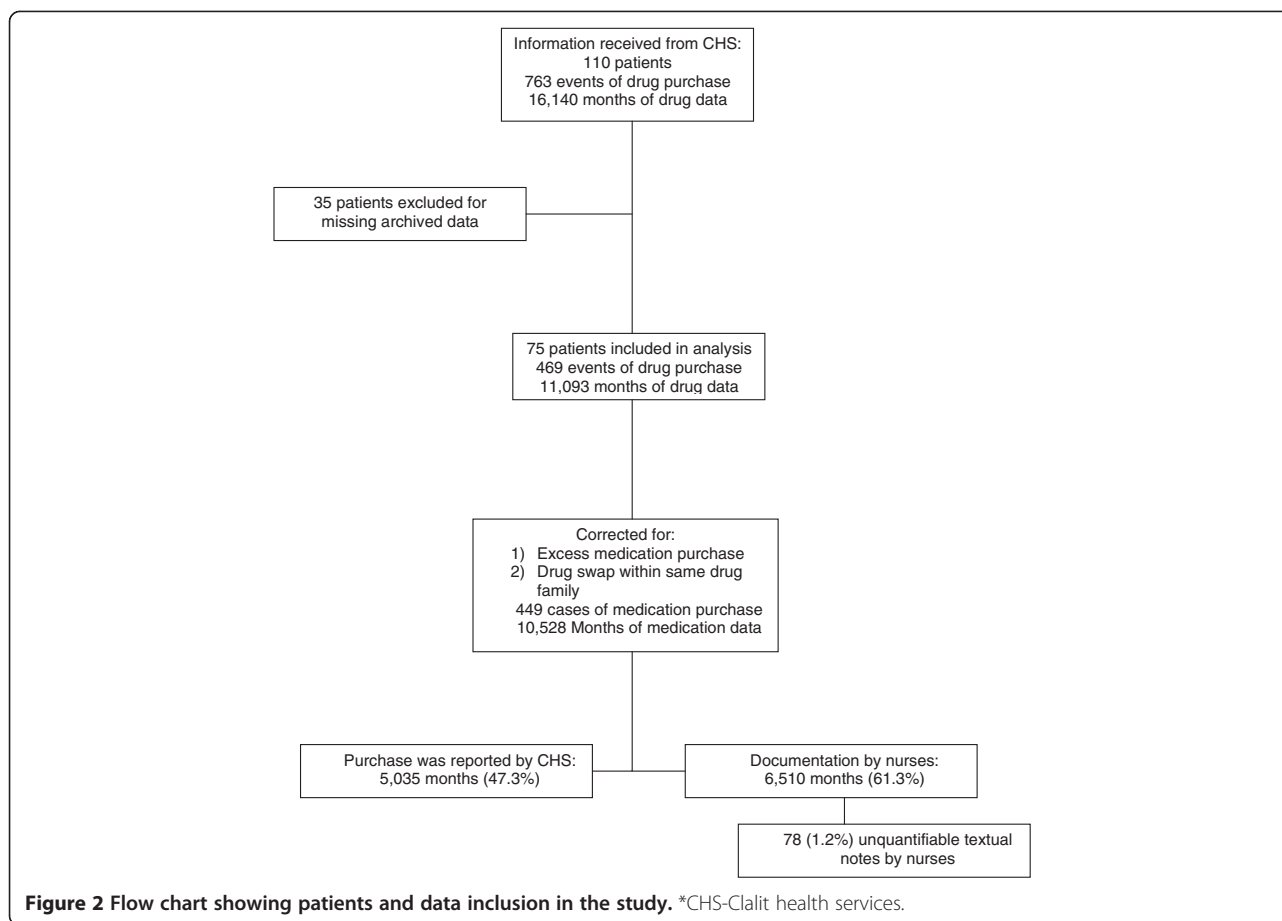 Information received from CHS:
110 patients
763 events of drug purchase
16,140 months of drug data
35 patients excluded for
missing archived data
75 patients included in analysis
469 events of drug purchase
11,093 months of drug data
Corrected for:
1) Excess medication purchase
2) Drug swap within same drug
family
449 cases of medication purchase
10,528 Months of medication data
Purchase was reported by CHS:
5,035 months (47.3%)
Documentation by nurses:
6,510 months (61.3%)
78 (1.2%) unquantifiable textual
notes by nurses
Figure 2 Flow chart showing patients and data inclusion in the study. *CHS-Clalit health services.